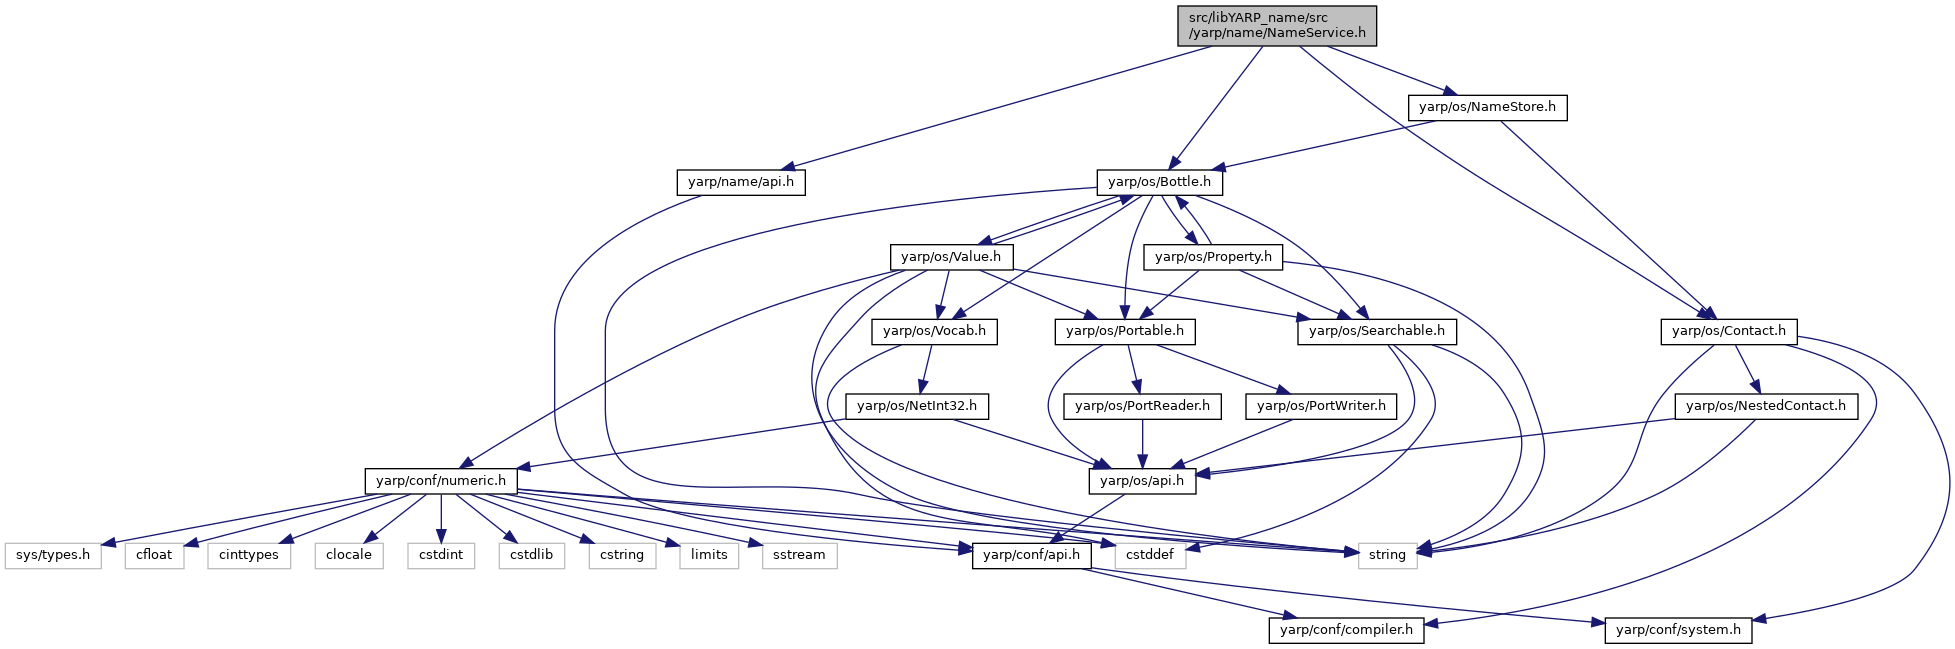 src/libYARP_name/src
/yarp/name/NameService.h
yarp/os/NameStore.h
yarp/name/api.h
yarp/os/Bottle.h
yarp/os/Value.h
yarp/os/Property.h
yarp/os/Vocab.h
yarp/os/Portable.h
yarp/os/Searchable.h
yarp/os/Contact.h
yarp/os/NetInt32.h
yarp/os/PortReader.h
yarp/os/PortWriter.h
yarp/os/NestedContact.h
yarp/conf/numeric.h
yarp/os/api.h
sys/types.h
cfloat
cinttypes
clocale
cstdint
cstdlib
cstring
limits
sstream
yarp/conf/api.h
cstddef
string
yarp/conf/compiler.h
yarp/conf/system.h